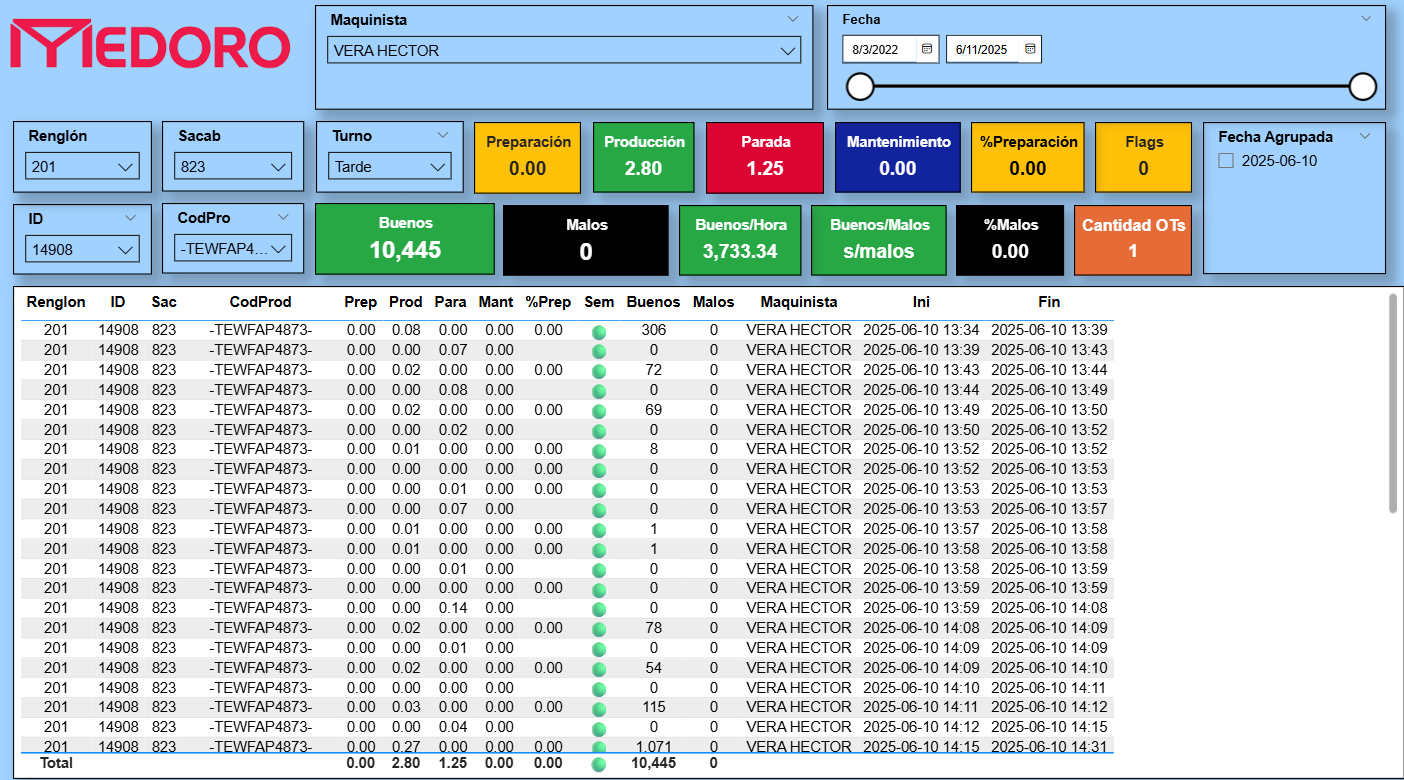 MEDORO
Maquinista
VERA HECTOR
Fecha
8/3/2022 6/11/2025
Renglón
201
Sacab
823
Turno
Tarde
Preparación
0.00
Producción
2.80
Parada
1.25
Mantenimiento
0.00
%Preparación
0.00
Flags
0
Fecha Agrupada
2025-06-10
ID
14908
CodPro
-TEWFAP4...
Buenos
10,445
Malos
0
Buenos/Hora
3,733.34
Buenos/Malos
s/malos
%Malos
0.00
Cantidad OTs
1
Renglon ID Sac CodProd Prep Prod Para Mant %Prep Sem Buenos Malos Maquinista Ini Fin
201 14908 823 -TEWFAP4873- 0.00 0.08 0.00 0.00 0.00 306 0 VERA HECTOR 2025-06-10 13:34 2025-06-10 13:39
201 14908 823 -TEWFAP4873- 0.00 0.00 0.07 0.00 0 0 VERA HECTOR 2025-06-10 13:39 2025-06-10 13:43
201 14908 823 -TEWFAP4873- 0.00 0.02 0.00 0.00 0.00 72 0 VERA HECTOR 2025-06-10 13:43 2025-06-10 13:44
201 14908 823 -TEWFAP4873- 0.00 0.00 0.08 0.00 0 0 VERA HECTOR 2025-06-10 13:44 2025-06-10 13:49
201 14908 823 -TEWFAP4873- 0.00 0.02 0.00 0.00 0.00 69 0 VERA HECTOR 2025-06-10 13:49 2025-06-10 13:50
201 14908 823 -TEWFAP4873- 0.00 0.00 0.02 0.00 0 0 VERA HECTOR 2025-06-10 13:50 2025-06-10 13:52
201 14908 823 -TEWFAP4873- 0.00 0.01 0.00 0.00 0.00 8 0 VERA HECTOR 2025-06-10 13:52 2025-06-10 13:52
201 14908 823 -TEWFAP4873- 0.00 0.00 0.00 0.00 0.00 0 0 VERA HECTOR 2025-06-10 13:52 2025-06-10 13:53
201 14908 823 -TEWFAP4873- 0.00 0.00 0.01 0.00 0.00 0 0 VERA HECTOR 2025-06-10 13:53 2025-06-10 13:53
201 14908 823 -TEWFAP4873- 0.00 0.00 0.07 0.00 0 0 VERA HECTOR 2025-06-10 13:53 2025-06-10 13:57
201 14908 823 -TEWFAP4873- 0.00 0.01 0.00 0.00 0.00 1 0 VERA HECTOR 2025-06-10 13:57 2025-06-10 13:58
201 14908 823 -TEWFAP4873- 0.00 0.01 0.00 0.00 0.00 1 0 VERA HECTOR 2025-06-10 13:58 2025-06-10 13:58
201 14908 823 -TEWFAP4873- 0.00 0.00 0.01 0.00 0 0 VERA HECTOR 2025-06-10 13:58 2025-06-10 13:59
201 14908 823 -TEWFAP4873- 0.00 0.00 0.00 0.00 0.00 0 0 VERA HECTOR 2025-06-10 13:59 2025-06-10 13:59
201 14908 823 -TEWFAP4873- 0.00 0.00 0.14 0.00 0 0 VERA HECTOR 2025-06-10 13:59 2025-06-10 14:08
201 14908 823 -TEWFAP4873- 0.00 0.02 0.00 0.00 0.00 78 0 VERA HECTOR 2025-06-10 14:08 2025-06-10 14:09
201 14908 823 -TEWFAP4873- 0.00 0.00 0.01 0.00 0 0 VERA HECTOR 2025-06-10 14:09 2025-06-10 14:09
201 14908 823 -TEWFAP4873- 0.00 0.02 0.00 0.00 0.00 54 0 VERA HECTOR 2025-06-10 14:09 2025-06-10 14:10
201 14908 823 -TEWFAP4873- 0.00 0.00 0.00 0.00 0 0 VERA HECTOR 2025-06-10 14:10 2025-06-10 14:11
201 14908 823 -TEWFAP4873- 0.00 0.03 0.00 0.00 0.00 115 0 VERA HECTOR 2025-06-10 14:11 2025-06-10 14:12
201 14908 823 -TEWFAP4873- 0.00 0.00 0.04 0.00 0 0 VERA HECTOR 2025-06-10 14:12 2025-06-10 14:15
201 14908 823 -TEWFAP4873- 0.00 0.27 0.00 0.00 0.00 1,071 0 VERA HECTOR 2025-06-10 14:15 2025-06-10 14:31
Total 0.00 2.80 1.25 0.00 0.00 10,445 0